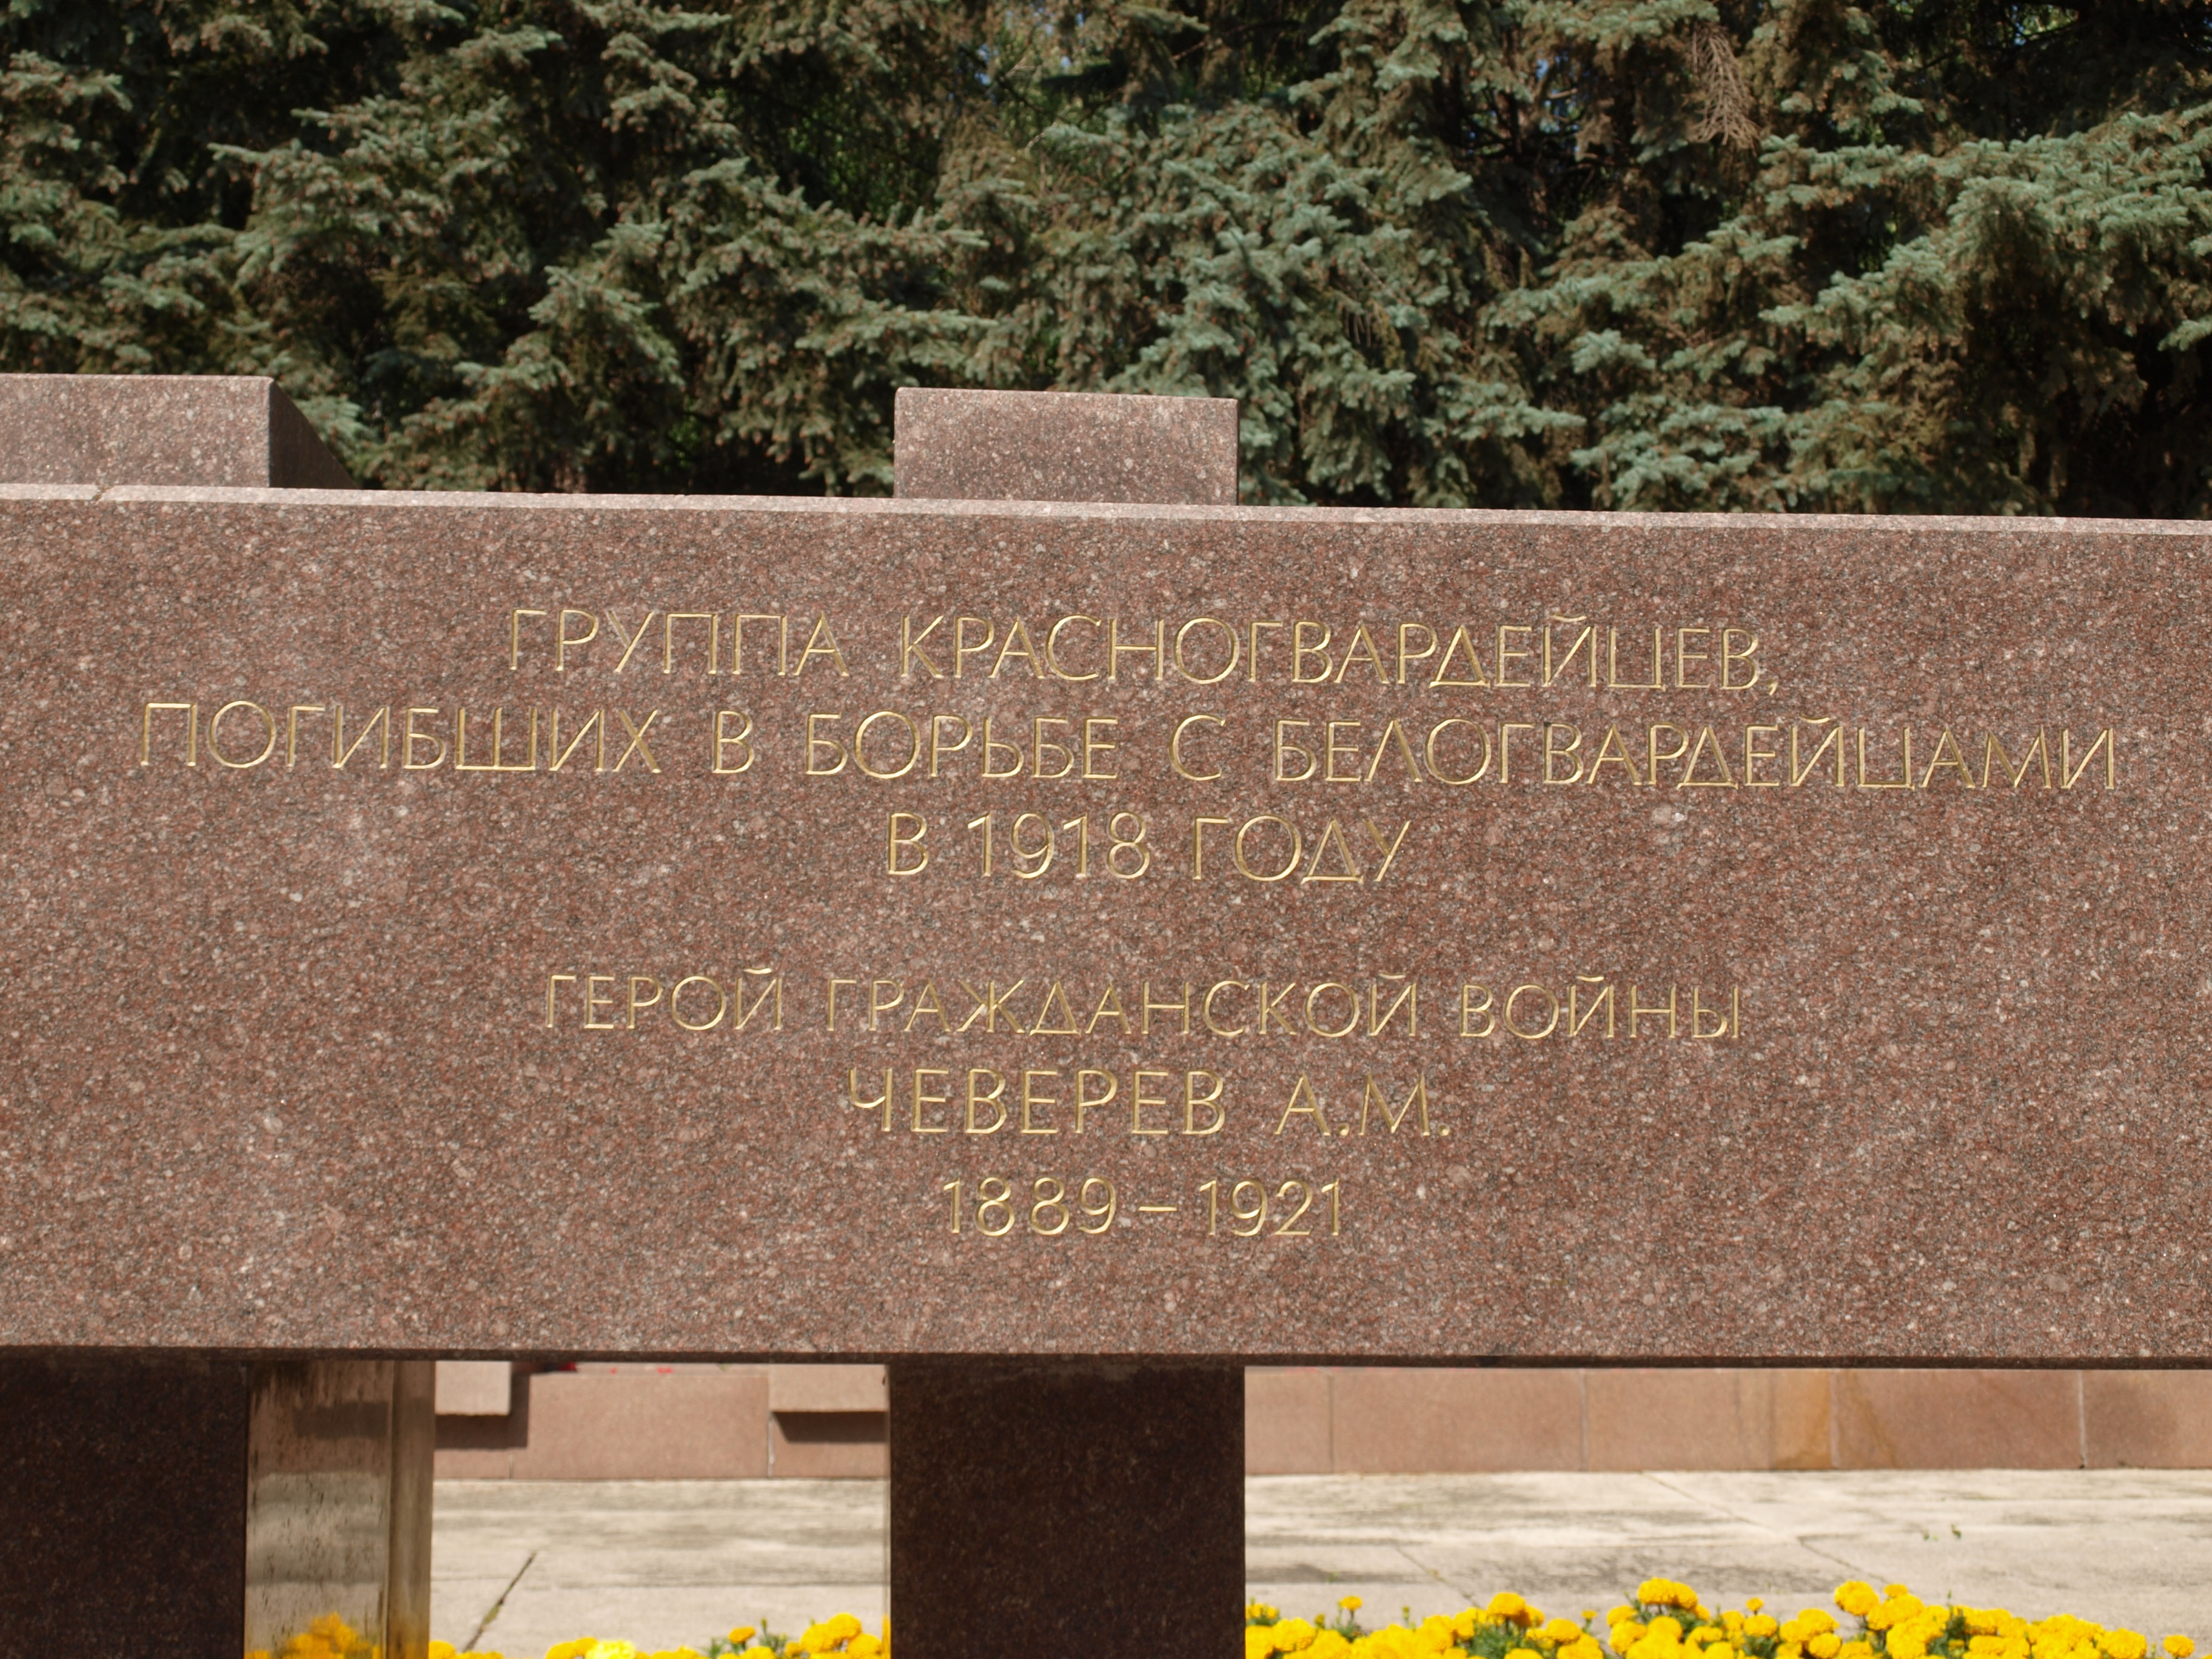 ГРУППА КРАСНОГВАРДЕЙЦЕВ,
ПОГИБШИХ В БОРЬБЕ С БЕЛОГВАРДЕЙЦАМИ
В 1918 ГОДУ
ГЕРОЙ ГРАЖДАНСКОЙ ВОЙНЫ
ЧЕВЕРЕВ А.М.
1889 – 1921